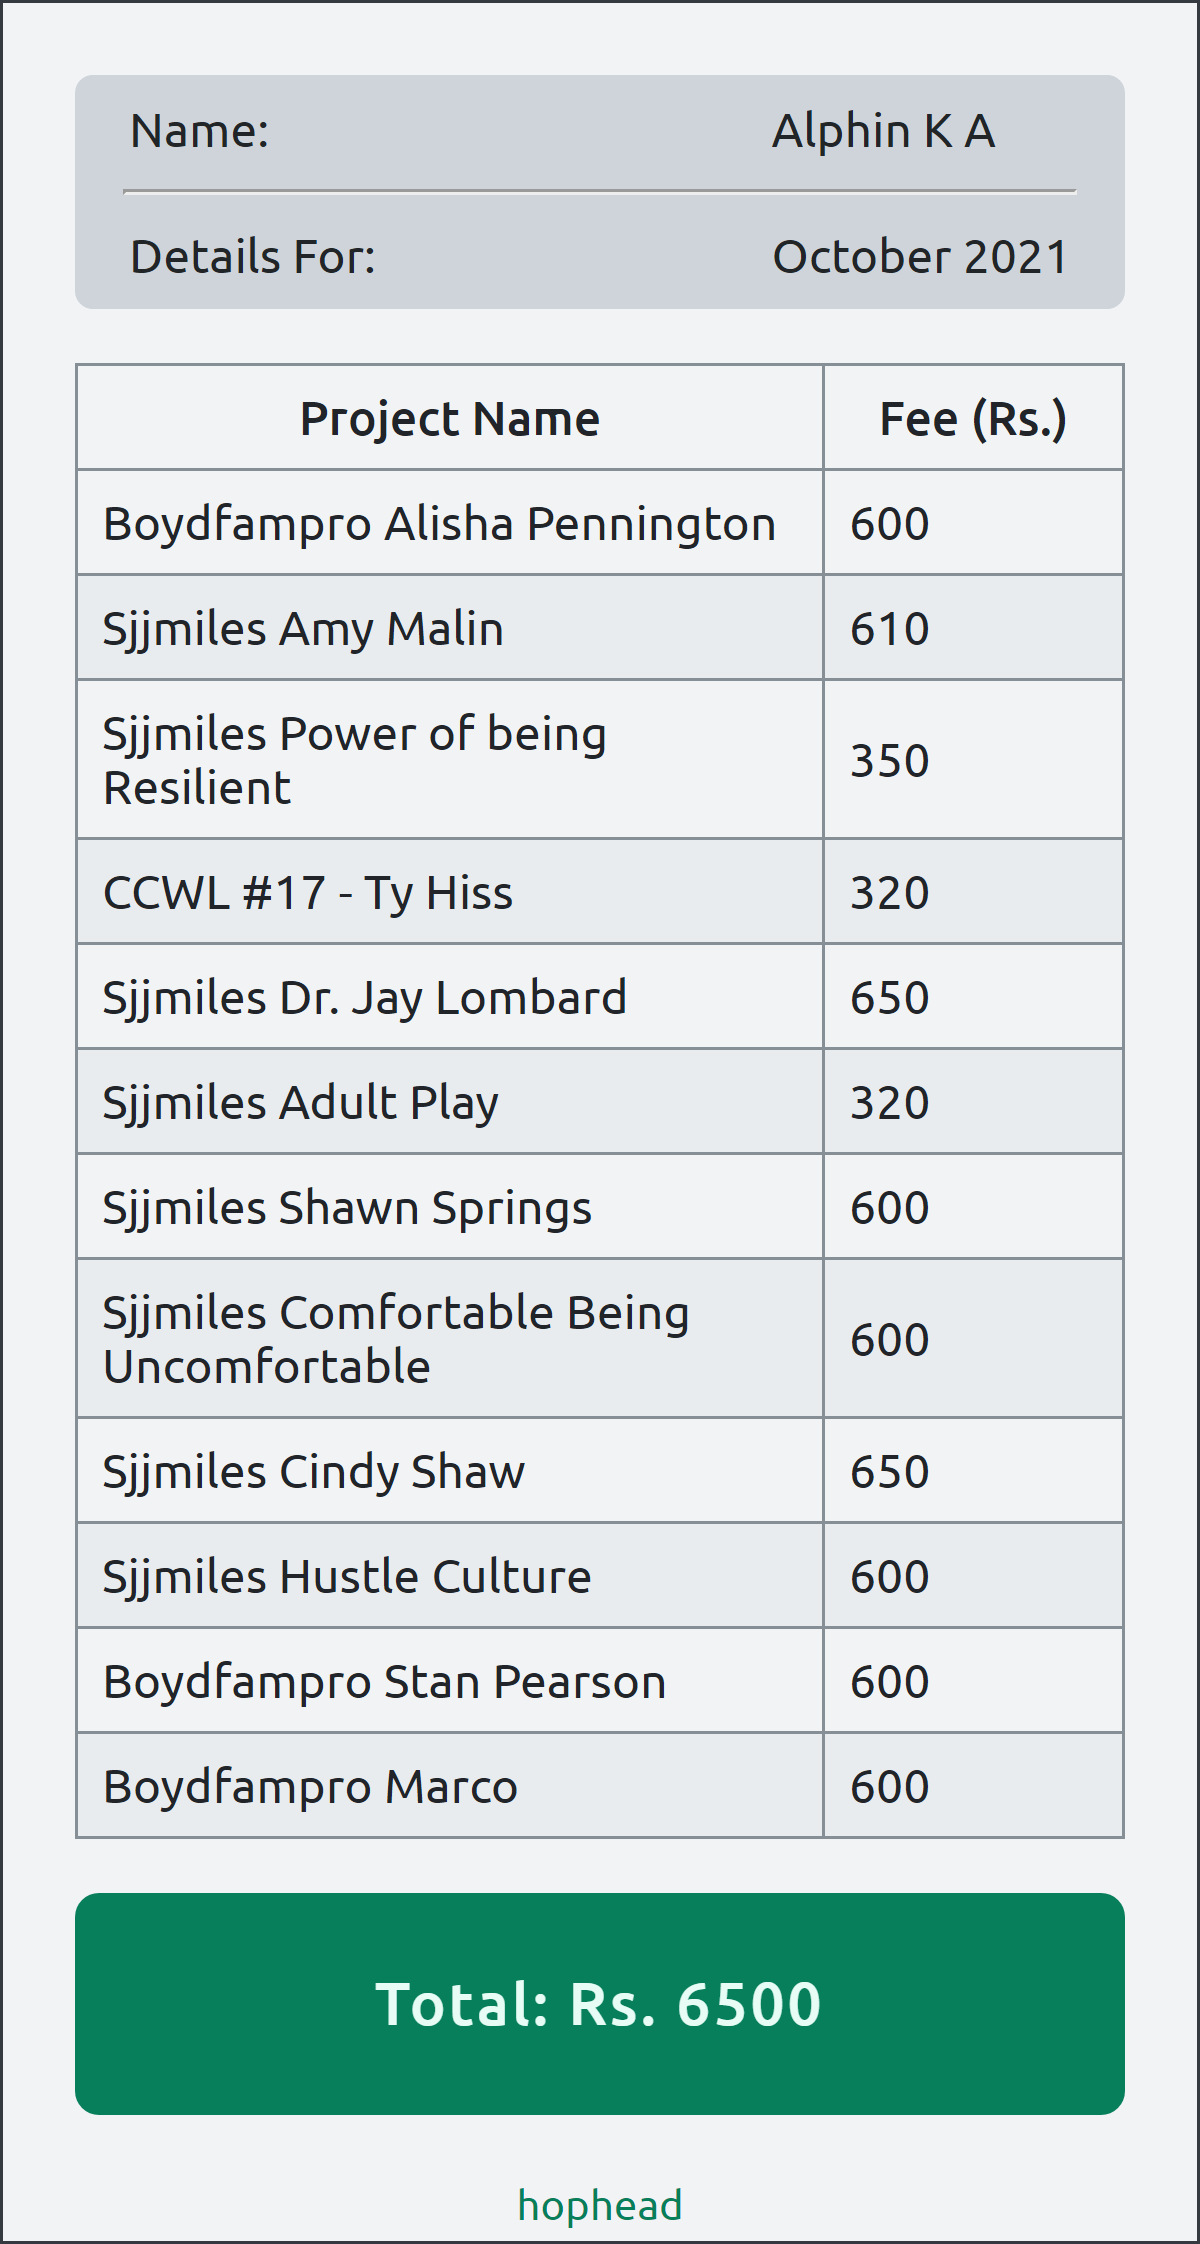 Name: Alphin K A
Details For: October 2021
Project Name Fee (Rs.)
Boydfampro Alisha Pennington 600
Sjjmiles Amy Malin 610
Sjjmiles Power of being
Resilient 350
CCWL #17 - Ty Hiss 320
Sjjmiles Dr. Jay Lombard 650
Sjjmiles Adult Play 320
Sjjmiles Shawn Springs 600
Sjjmiles Comfortable Being
Uncomfortable 600
Sjjmiles Cindy Shaw 650
Sjjmiles Hustle Culture 600
Boydfampro Stan Pearson 600
Boydfampro Marco 600
Total: Rs. 6500
hophead